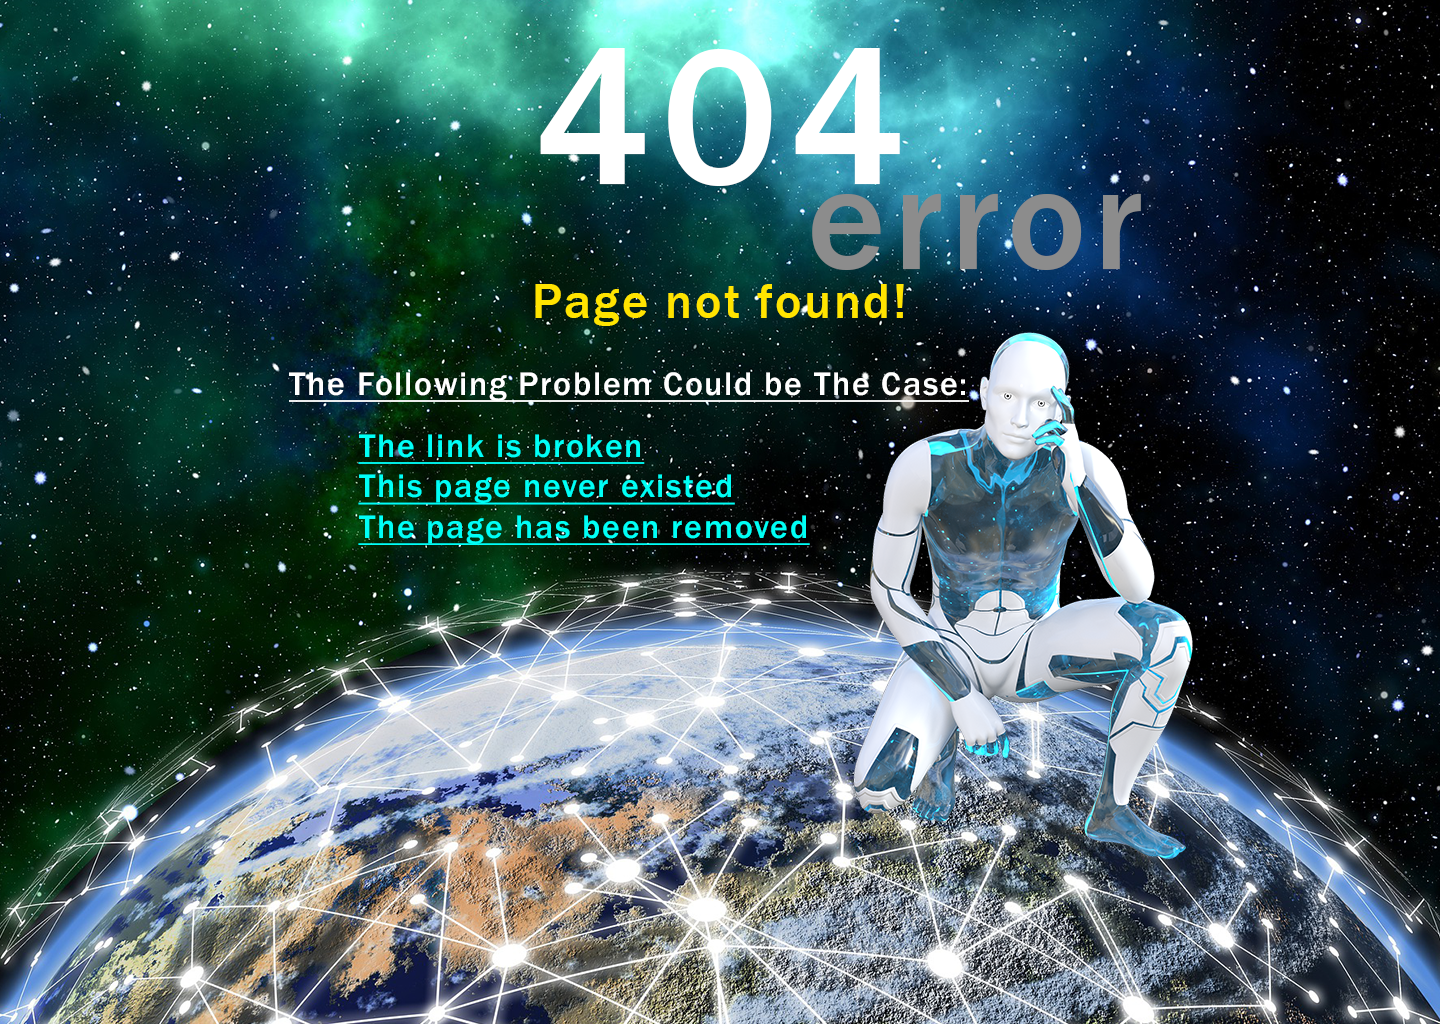 404
error
Page not found!
The Following Problem Could be The Case:
The link is broken
This page never existed
The page has been removed